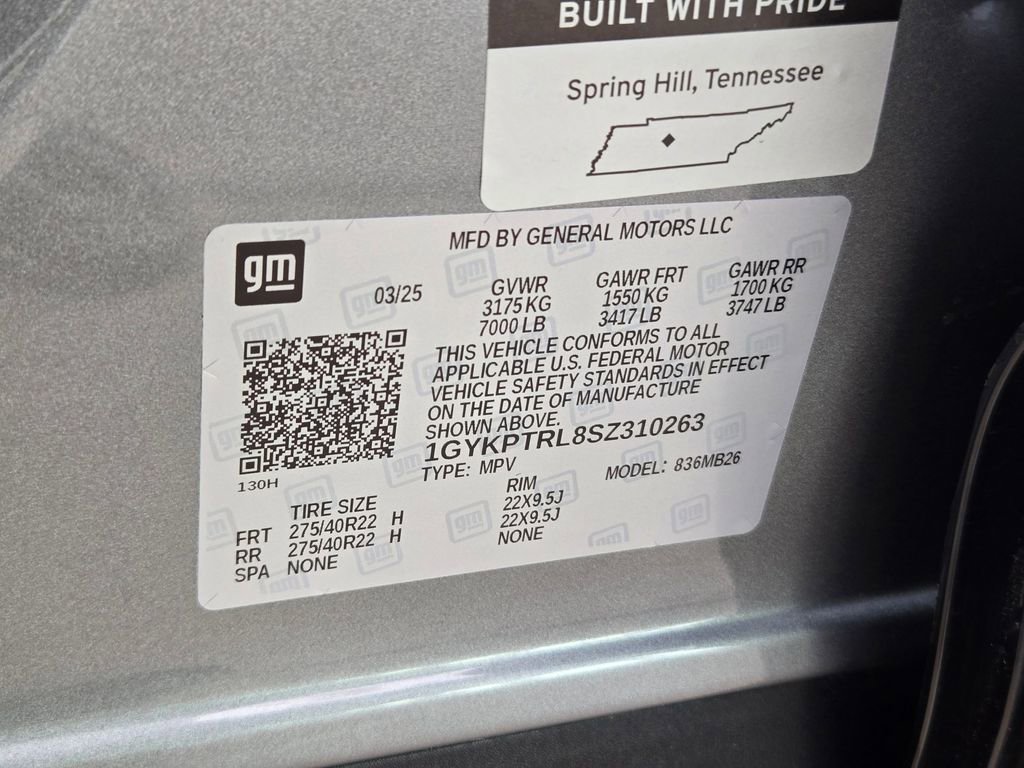 BUILT WITH PRIDE
Spring Hill, Tennessee
gm
MFD BY GENERAL MOTORS LLC
03/25
GVWR GAWR FRT GAWR RR
3175 KG 1550 KG 1700 KG
7000 LB 3417 LB 3747 LB
THIS VEHICLE CONFORMS TO ALL
APPLICABLE U.S. FEDERAL MOTOR
VEHICLE SAFETY STANDARDS IN EFFECT
ON THE DATE OF MANUFACTURE
SHOWN ABOVE.
1GYKPTRL8SZ310263
TYPE: MPV MODEL: 836MB26
130H
TIRE SIZE RIM
FRT 275/40R22 H 22X9.5J
RR 275/40R22 H 22X9.5J
SPA NONE NONE